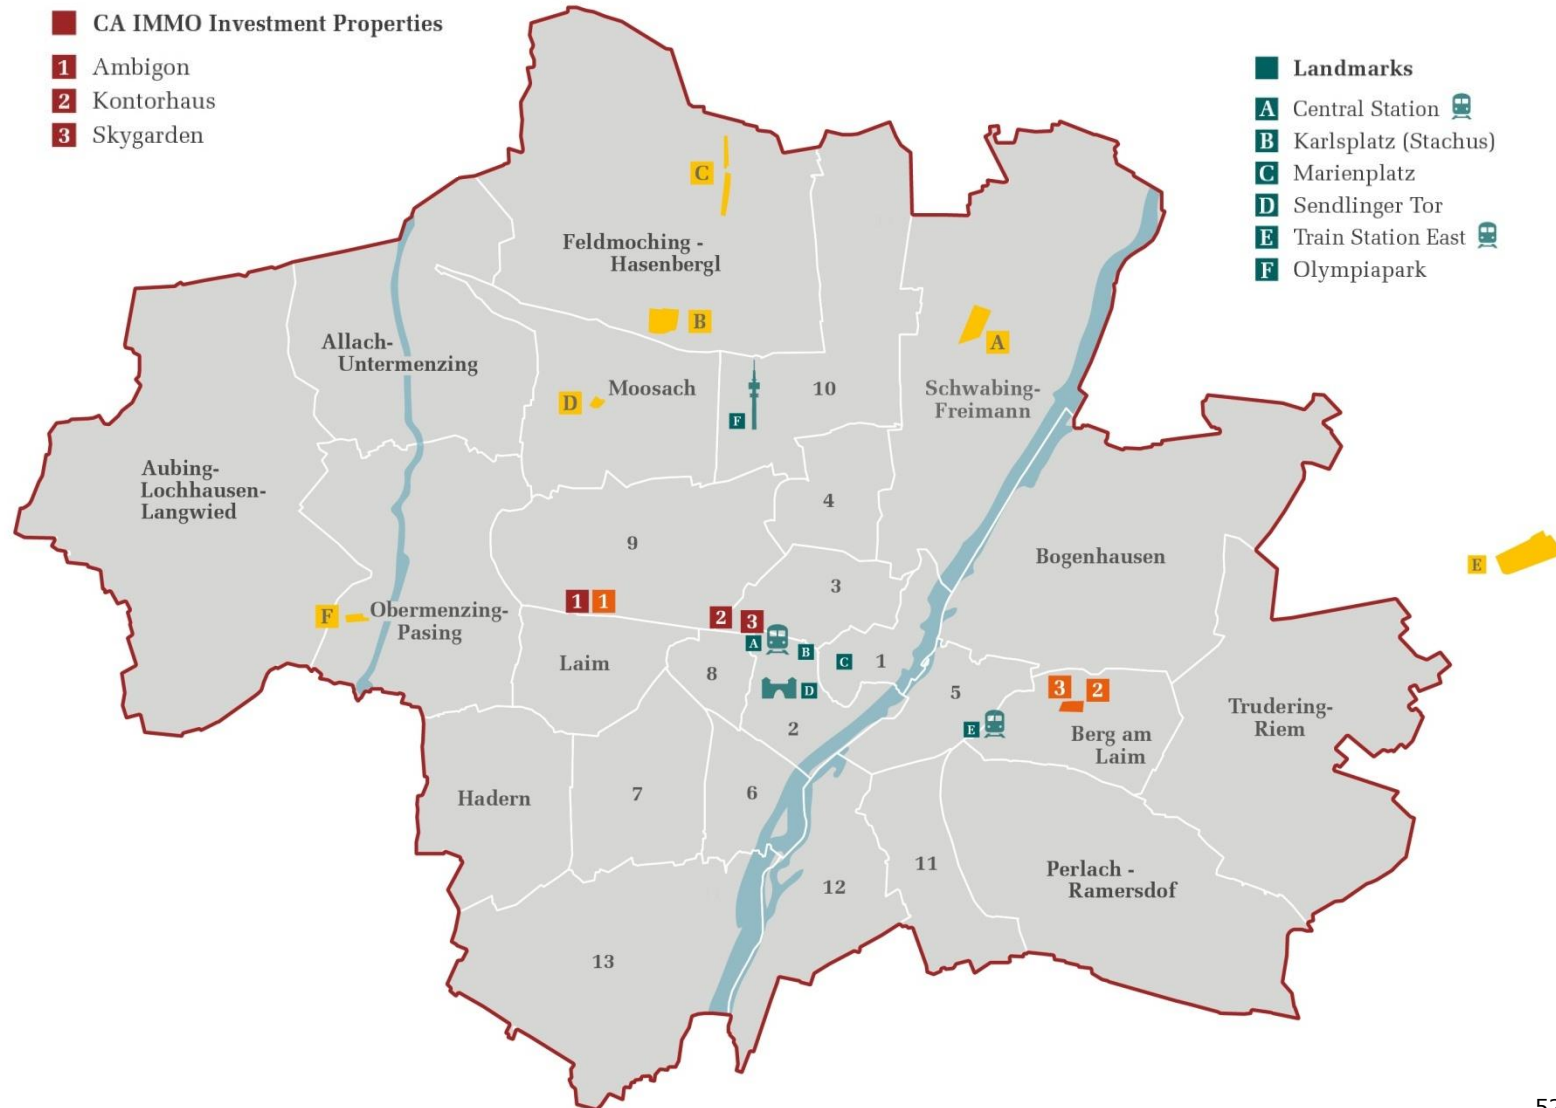 CA IMMO Investment Properties
1 Ambigon
2 Kontorhaus
3 Skygarden
Landmarks
A Central Station
B Karlsplatz (Stachus)
C Marienplatz
D Sendlinger Tor
E Train Station East
F Olympiapark
C
Feldmoching -
Hasenbergl
B
A
Allach-
Untermenzing
D
Moosach
F
10
Schwabing-
Freimann
Aubing-
Lochhausen-
Langwied
4
9
Bogenhausen
E
3
1 1
2
3
F
Obermenzing-
Pasing
A
B
C
1
Laim
8
D
2
5
3 2
E
Berg am
Laim
Trudering-
Riem
Hadern
7
6
11
12
Perlach -
Ramersdof
13